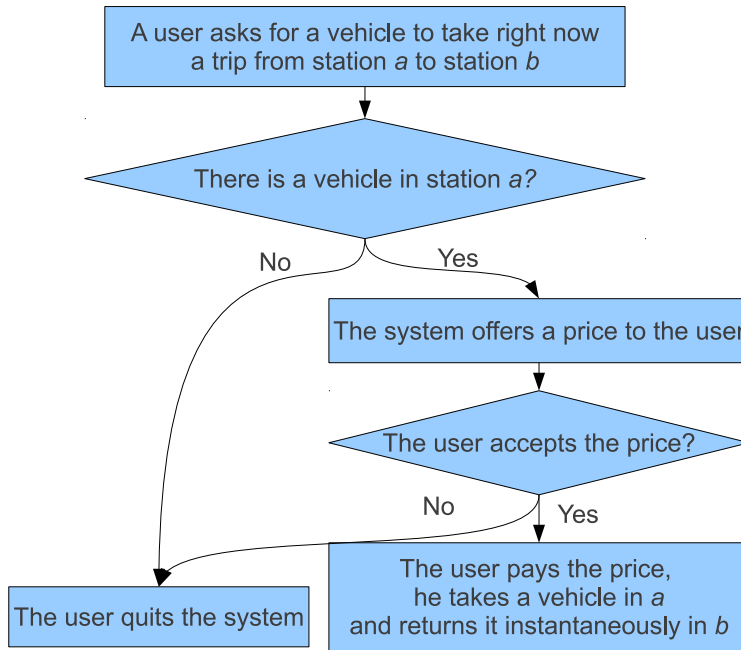 A user asks for a vehicle to take right now
a trip from station a to station b
There is a vehicle in station a?
No
Yes
The system offers a price to the user
The user accepts the price?
No
Yes
The user quits the system
The user pays the price,
he takes a vehicle in a
and returns it instantaneously in b